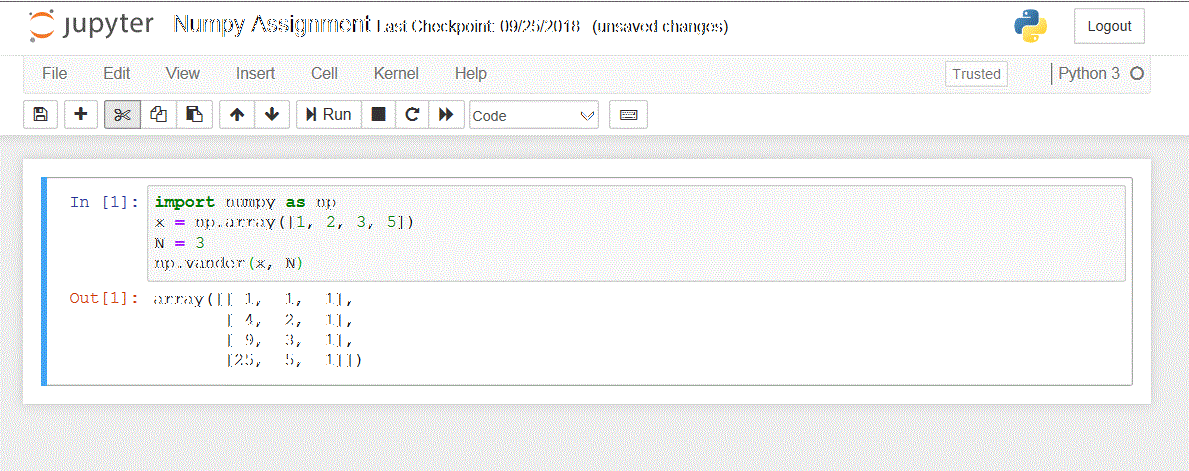 jupyter Numpy Assignment Last Checkpoint: 09/25/2018 (unsaved changes) Logout
File Edit View Insert Cell Kernel Help Trusted Python 3
Run Code
In [1]: import numpy as np
x = np.array([1, 2, 3, 5])
N = 3
np.vander(x, N)
Out[1]: array([[ 1, 1, 1],
[ 4, 2, 1],
[ 9, 3, 1],
[25, 5, 1]])